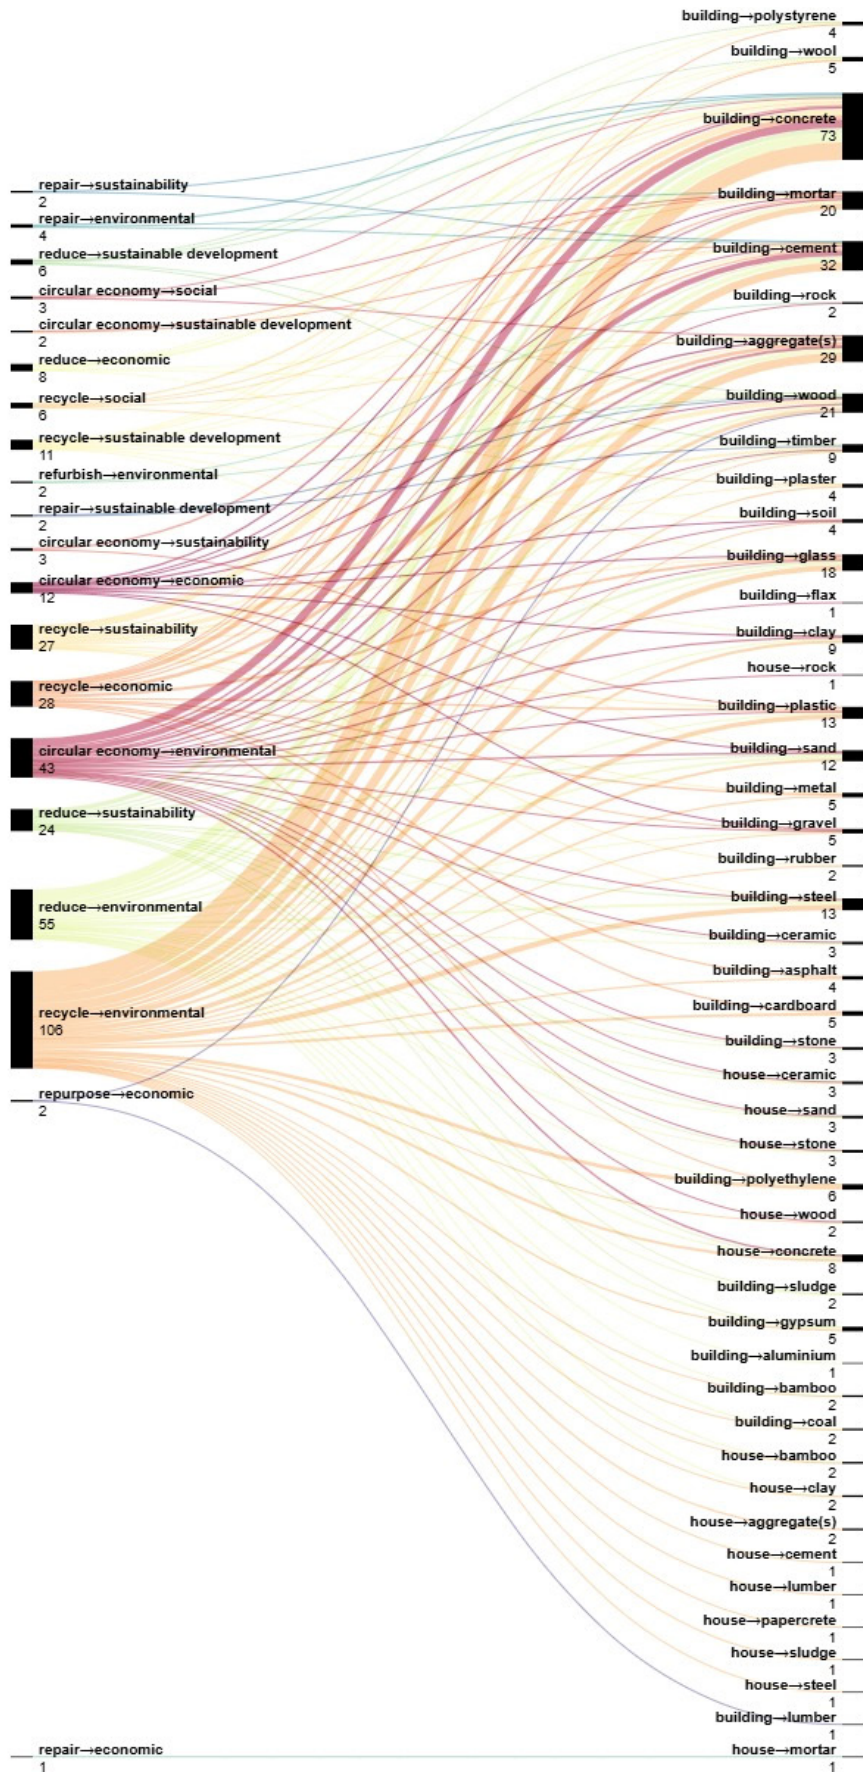 repair→sustainability
2
repair→environmental
4
reduce→sustainable development
6
circular economy→social
3
circular economy→sustainable development
2
reduce→economic
8
recycle→social
6
recycle→sustainable development
11
refurbish→environmental
2
repair→sustainable development
2
circular economy→sustainability
3
circular economy→economic
12
recycle→sustainability
27
recycle→economic
28
circular economy→environmental
43
reduce→sustainability
24
reduce→environmental
55
recycle→environmental
106
repurpose→economic
2
repair→economic
1
building→polystyrene
4
building→wool
5
building→concrete
73
building→mortar
20
building→cement
32
building→rock
2
building→aggregate(s)
29
building→wood
21
building→timber
9
building→plaster
4
building→soil
4
building→glass
18
building→flax
1
building→clay
9
house→rock
1
building→plastic
13
building→sand
12
building→metal
5
building→gravel
5
building→rubber
2
building→steel
13
building→ceramic
3
building→asphalt
4
building→cardboard
5
building→stone
3
house→ceramic
3
house→sand
3
house→stone
3
building→polyethylene
6
house→wood
2
house→concrete
8
building→sludge
2
building→gypsum
5
building→aluminium
1
building→bamboo
2
building→coal
2
house→bamboo
2
house→clay
2
house→aggregate(s)
2
house→cement
1
house→lumber
1
house→papercrete
1
house→sludge
1
house→steel
1
building→lumber
1
house→mortar
1